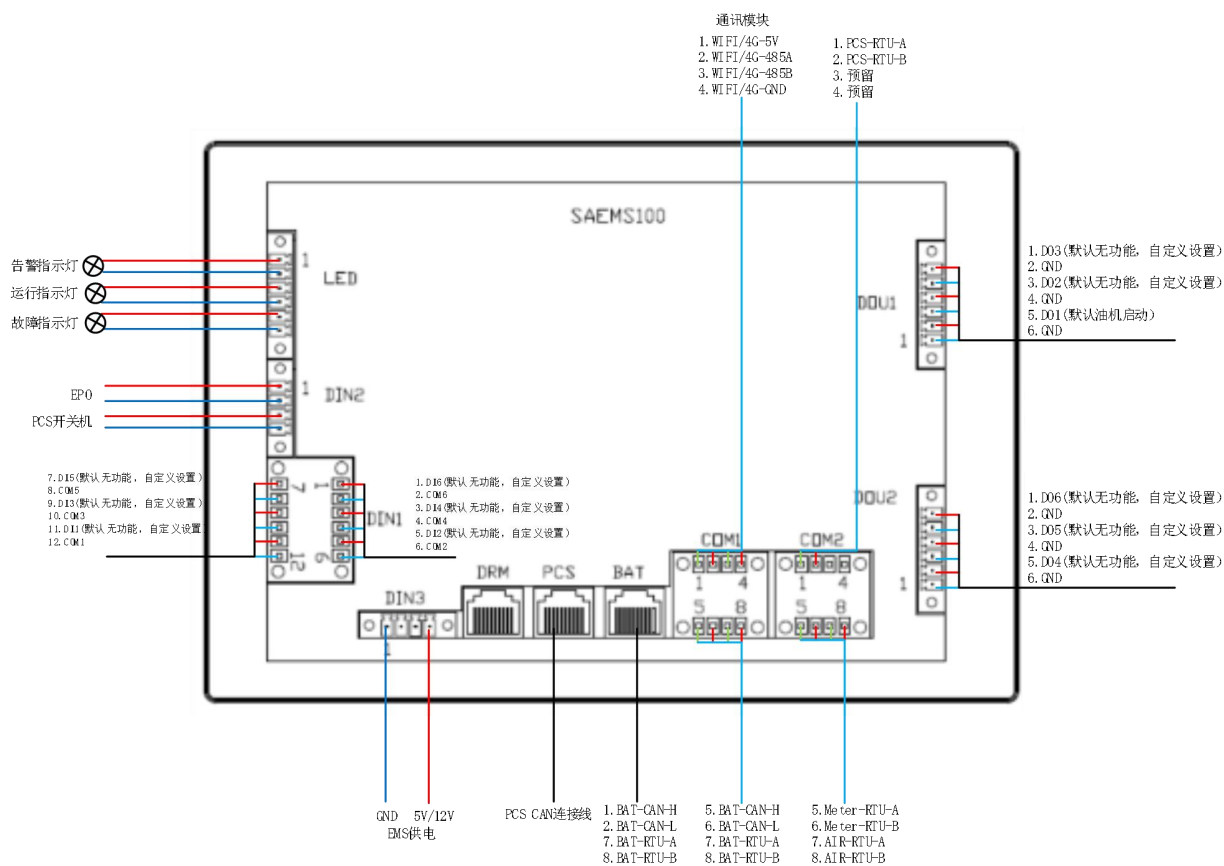 通讯模块
1.WIFI/4G-5V
2.WIFI/4G-485A
3.WIFI/4G-485B
4.WIFI/4G-GND
1.PCS-RTU-A
2.PCS-RTU-B
3.预留
4.预留
SAEMS100
告警指示灯
运行指示灯
故障指示灯
1
LED
EPO
PCS开关机
1
DIN2
1.DO3(默认无功能，自定义设置)
2.GND
3.DO2(默认无功能，自定义设置)
4.GND
5.DO1(默认油机启动)
6.GND
DOU1
1
7.DI5(默认无功能，自定义设置)
8.COM5
9.DI3(默认无功能，自定义设置)
10.COM3
11.DI1(默认无功能，自定义设置
12.COM1
7
1
12
6
DIN1
1.DI6(默认无功能，自定义设置)
2.COM6
3.DI4(默认无功能，自定义设置)
4.COM4
5.DI2(默认无功能，自定义设置)
6.COM2
DOU2
1
1.DO6(默认无功能，自定义设置)
2.GND
3.DO5(默认无功能，自定义设置)
4.GND
5.DO4(默认无功能，自定义设置)
6.GND
DIN3
1
DRM
PCS
BAT
COM1
1 4
5 8
COM2
1 4
5 8
GND 5V/12V
EMS供电
PCS CAN连接线
1.BAT-CAN-H
2.BAT-CAN-L
7.BAT-RTU-A
8.BAT-RTU-B
5.BAT-CAN-H
6.BAT-CAN-L
7.BAT-RTU-A
8.BAT-RTU-B
5.Meter-RTU-A
6.Meter-RTU-B
7.AIR-RTU-A
8.AIR-RTU-B